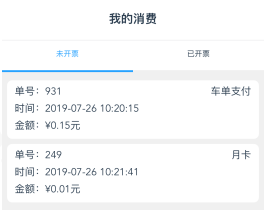 我的消费
未开票 已开票
单号：931 车单支付
时间：2019-07-26 10:20:15
金额：¥0.15元
单号：249 月卡
时间：2019-07-26 10:21:41
金额：¥0.01元